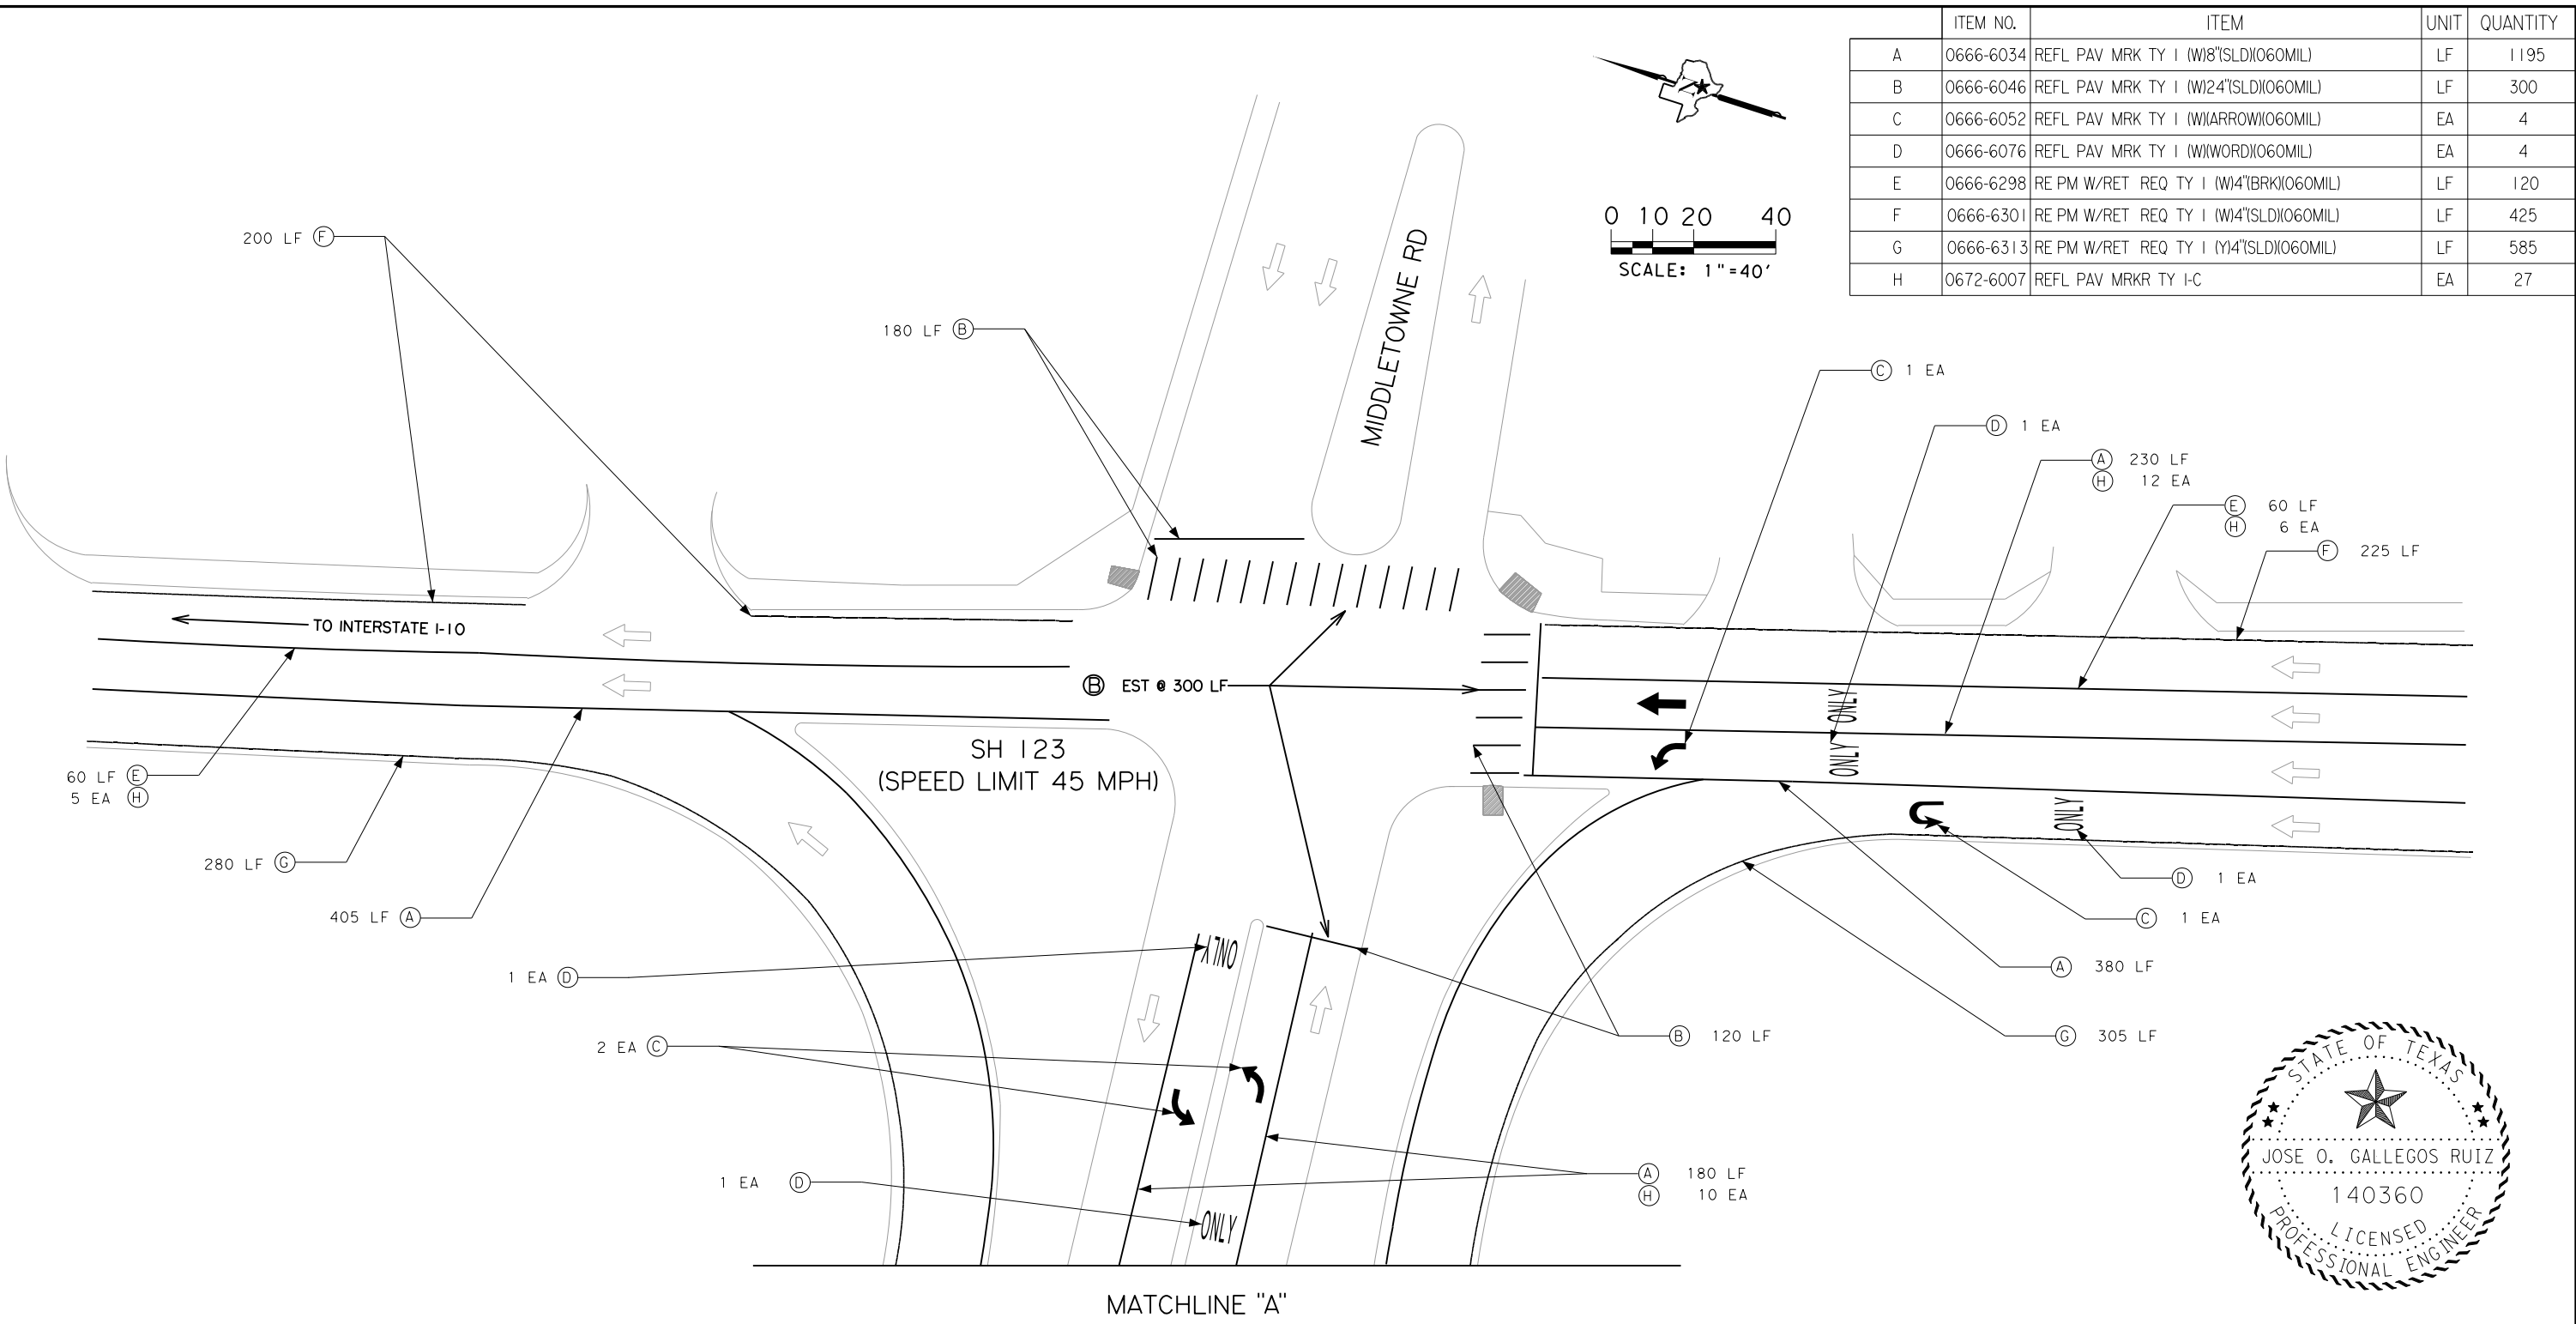 ITEM NO. ITEM UNIT QUANTITY
A 0666-6034 REFL PAV MRK TY I (W)8"(SLD)(060MIL) LF 1195
B 0666-6046 REFL PAV MRK TY I (W)24"(SLD)(060MIL) LF 300
C 0666-6052 REFL PAV MRK TY I (W)(ARROW)(060MIL) EA 4
D 0666-6076 REFL PAV MRK TY I (W)(WORD)(060MIL) EA 4
E 0666-6298 RE PM W/RET REQ TY I (W)4"(BRK)(060MIL) LF 120
F 0666-6301 RE PM W/RET REQ TY I (W)4"(SLD)(060MIL) LF 425
G 0666-6313 RE PM W/RET REQ TY I (Y)4"(SLD)(060MIL) LF 585
H 0672-6007 REFL PAV MRKR TY I-C EA 27
0 10 20 40
SCALE: 1"=40'
200 LF F
180 LF B
MIDDLETOWNE RD
C 1 EA
D 1 EA
A 230 LF
H 12 EA
E 60 LF
H 6 EA
F 225 LF
TO INTERSTATE I-10
B EST @ 300 LF
ONLY
ONLY
ONLY
SH 123
(SPEED LIMIT 45 MPH)
60 LF E
5 EA H
280 LF G
405 LF A
D 1 EA
C 1 EA
A 380 LF
G 305 LF
1 EA D
ONLY
2 EA C
B 120 LF
1 EA D
ONLY
A 180 LF
H 10 EA
MATCHLINE "A"
STATE OF TEXAS
JOSE O. GALLEGOS RUIZ
140360
LICENSED
PROFESSIONAL ENGINEER